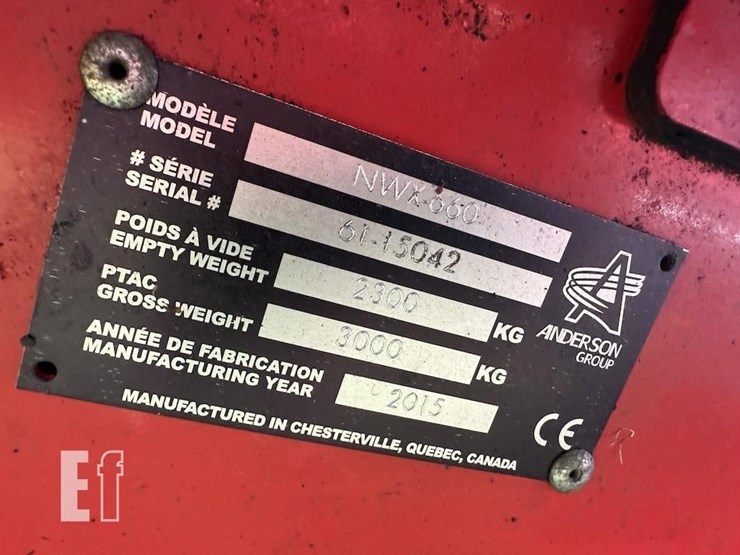 MODÈLE
MODEL
NWX-660
# SÉRIE
SERIAL #
61-15042
POIDS À VIDE
EMPTY WEIGHT
2300
KG
PTAC
GROSS WEIGHT
3000
KG
ANNÉE DE FABRICATION
MANUFACTURING YEAR
2015
MANUFACTURED IN CHESTERVILLE, QUEBEC, CANADA
ANDERSON
GROUP
CE
Ef